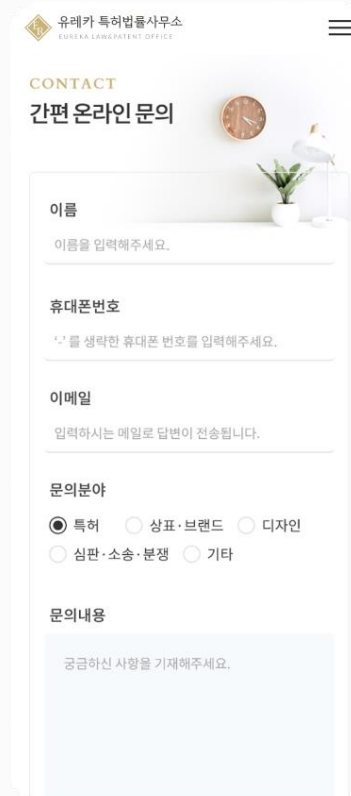 유레카 특허법률사무소
EUREKA LAW&PATENT OFFICE
CONTACT
간편 온라인 문의
이름
이름을 입력해주세요.
휴대폰번호
‘-’ 를 생략한 휴대폰 번호를 입력해주세요.
이메일
입력하시는 메일로 답변이 전송됩니다.
문의분야
특허 상표·브랜드 디자인
심판·소송·분쟁 기타
문의내용
궁금하신 사항을 기재해주세요.